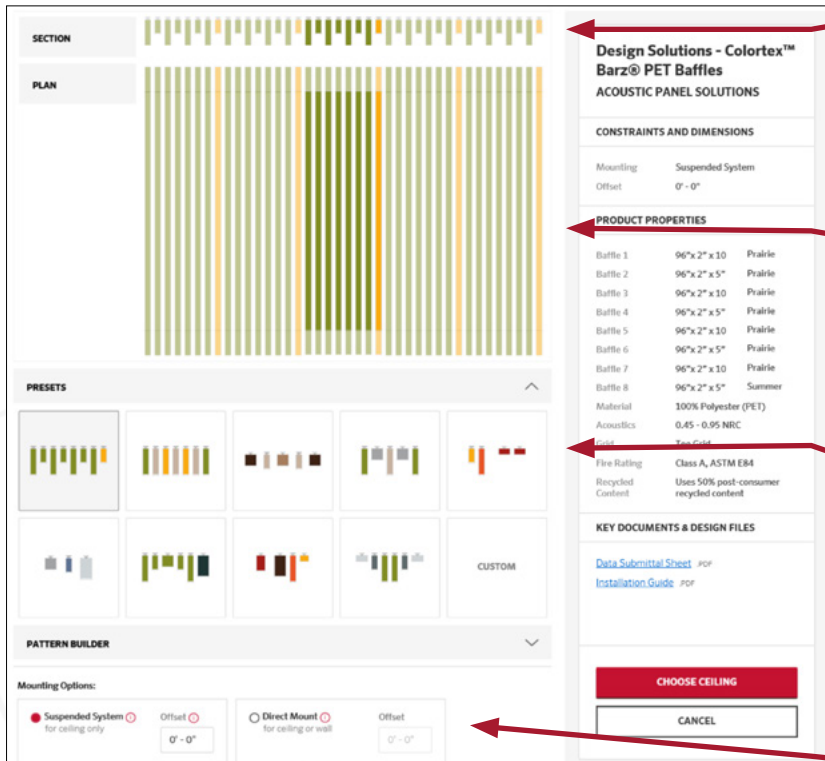 SECTION
PLAN
PRESETS
CUSTOM
PATTERN BUILDER
Mounting Options:
Suspended System
for ceiling only
Offset
0' - 0"
Direct Mount
for ceiling or wall
Offset
0' - 0"
Design Solutions - Colortex™
Barz® PET Baffles
ACOUSTIC PANEL SOLUTIONS
CONSTRAINTS AND DIMENSIONS
Mounting Suspended System
Offset 0' - 0"
PRODUCT PROPERTIES
Baffle 1 96"x 2" x 10 Prairie
Baffle 2 96"x 2" x 5" Prairie
Baffle 3 96"x 2" x 10 Prairie
Baffle 4 96"x 2" x 5" Prairie
Baffle 5 96"x 2" x 10 Prairie
Baffle 6 96"x 2" x 5" Prairie
Baffle 7 96"x 2" x 10 Prairie
Baffle 8 96"x 2" x 5" Summer
Material 100% Polyester (PET)
Acoustics 0.45 - 0.95 NRC
Grid Tee Grid
Fire Rating Class A, ASTM E84
Recycled Content Uses 50% post-consumer
recycled content
KEY DOCUMENTS & DESIGN FILES
Data Submittal Sheet .PDF
Installation Guide .PDF
CHOOSE CEILING
CANCEL